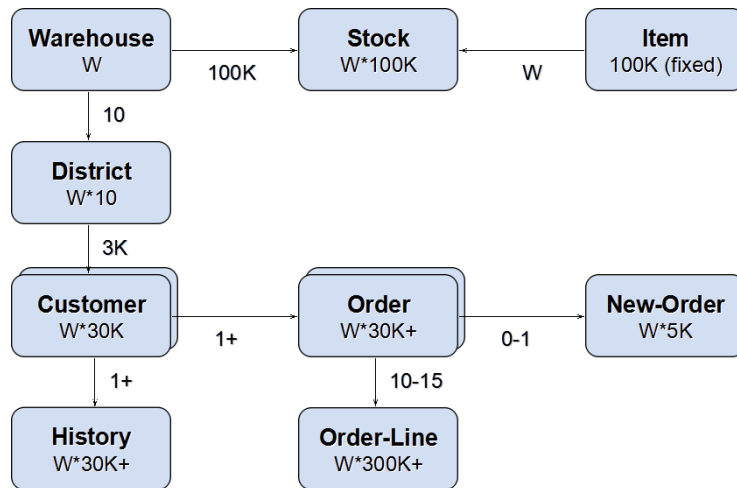 Warehouse
W
100K
Stock
W*100K
W
Item
100K (fixed)
10
District
W*10
3K
Customer
W*30K
1+
Order
W*30K+
0-1
New-Order
W*5K
1+
10-15
History
W*30K+
Order-Line
W*300K+